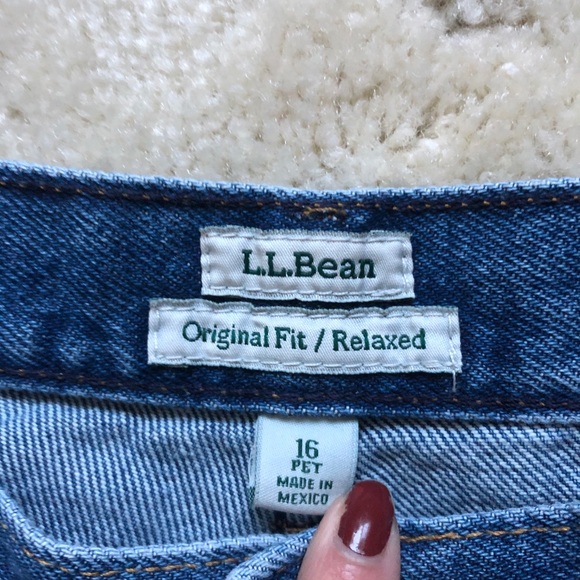 L.L.Bean
Original Fit / Relaxed
16
PET
MADE IN
MEXICO